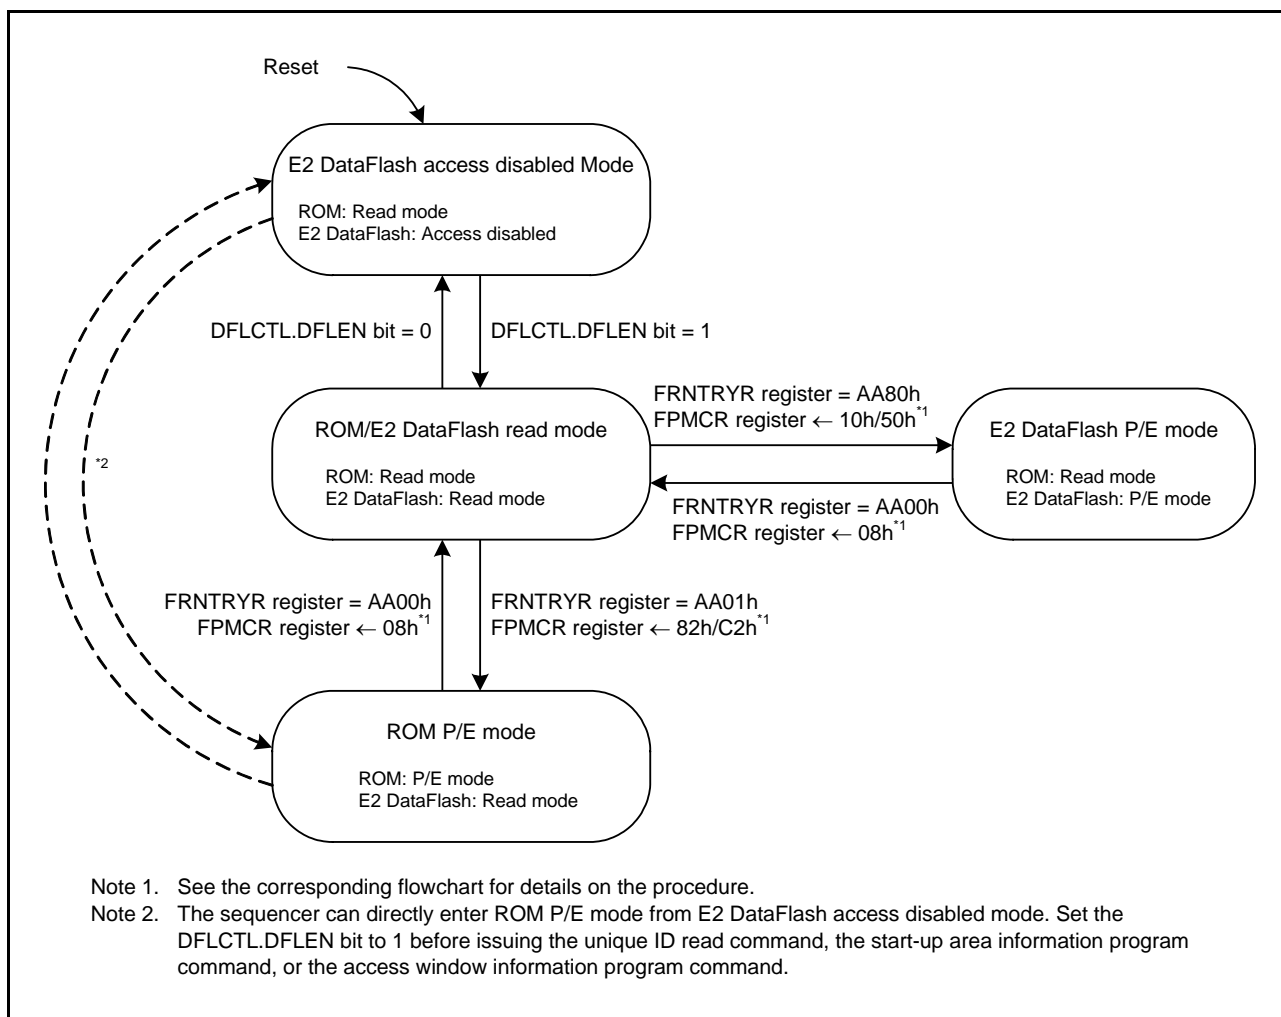 Reset
E2 DataFlash access disabled Mode
ROM: Read mode
E2 DataFlash: Access disabled
DFLCTL.DFLEN bit = 0
DFLCTL.DFLEN bit = 1
FRNTRYR register = AA80h
FPMCR register ← 10h/50h*1
ROM/E2 DataFlash read mode
ROM: Read mode
E2 DataFlash: Read mode
E2 DataFlash P/E mode
ROM: Read mode
E2 DataFlash: P/E mode
*2
FRNTRYR register = AA00h
FPMCR register ← 08h*1
FRNTRYR register = AA00h
FPMCR register ← 08h*1
FRNTRYR register = AA01h
FPMCR register ← 82h/C2h*1
ROM P/E mode
ROM: P/E mode
E2 DataFlash: Read mode
Note 1. See the corresponding flowchart for details on the procedure.
Note 2. The sequencer can directly enter ROM P/E mode from E2 DataFlash access disabled mode. Set the
DFLCTL.DFLEN bit to 1 before issuing the unique ID read command, the start-up area information program
command, or the access window information program command.